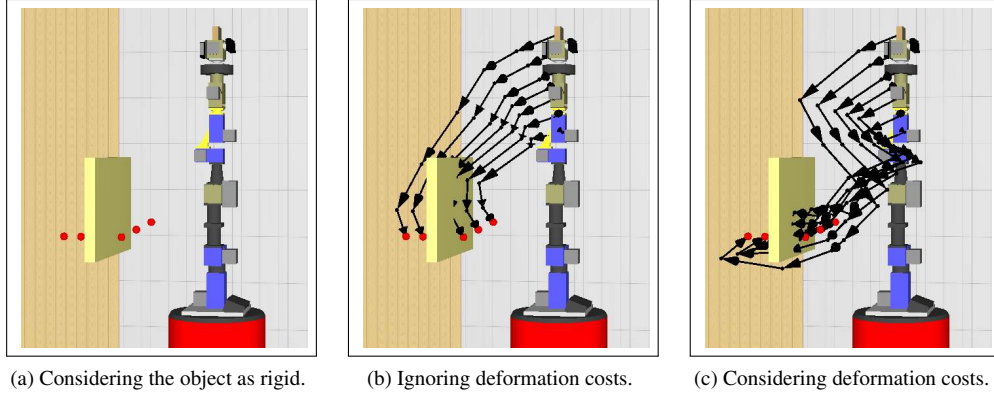 (a) Considering the object as rigid.
(b) Ignoring deformation costs.
(c) Considering deformation costs.